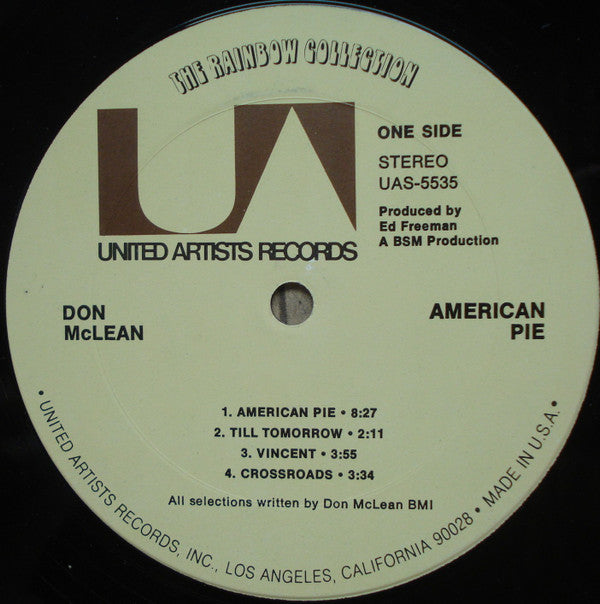 THE RAINBOW COLLECTION
UA
ONE SIDE
STEREO
UAS-5535
Produced by
Ed Freeman
A BSM Production
UNITED ARTISTS RECORDS
DON
McLEAN
AMERICAN
PIE
1. AMERICAN PIE • 8:27
2. TILL TOMORROW • 2:11
3. VINCENT • 3:55
4. CROSSROADS • 3:34
All selections written by Don McLean BMI
• UNITED ARTISTS RECORDS, INC., LOS ANGELES, CALIFORNIA 90028 • MADE IN U.S.A. •